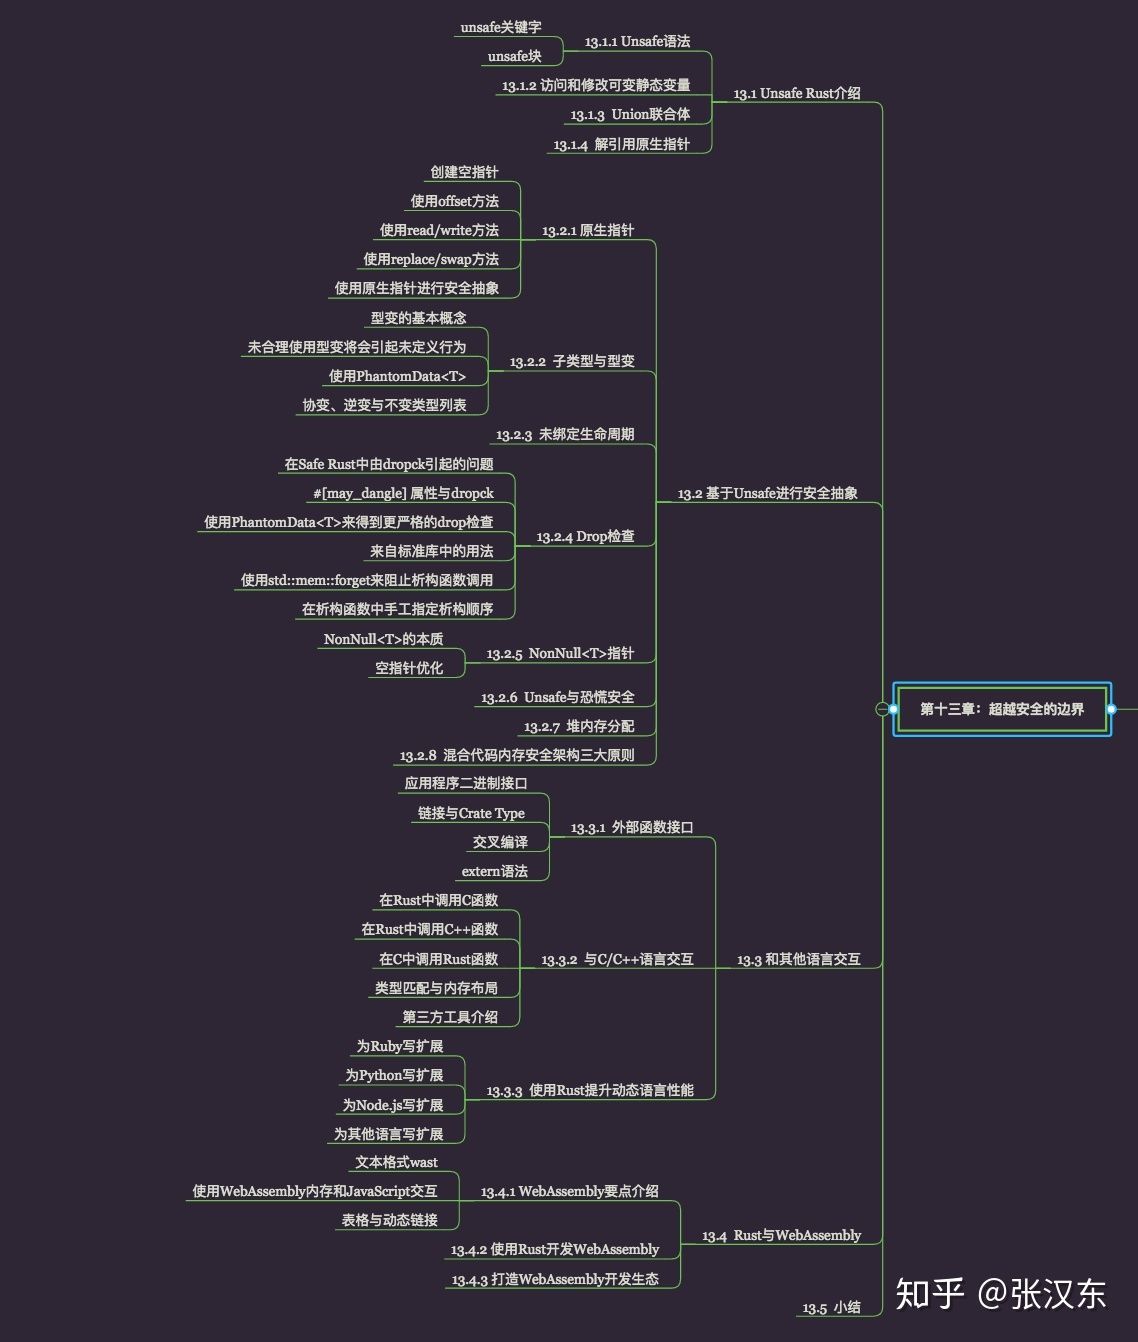 第十三章：超越安全的边界
13.1 Unsafe Rust介绍
13.1.1 Unsafe语法
unsafe关键字
unsafe块
13.1.2 访问和修改可变静态变量
13.1.3 Union联合体
13.1.4 解引用原生指针
13.2 基于Unsafe进行安全抽象
13.2.1 原生指针
创建空指针
使用offset方法
使用read/write方法
使用replace/swap方法
使用原生指针进行安全抽象
13.2.2 子类型与型变
型变的基本概念
未合理使用型变将会引起未定义行为
使用PhantomData<T>
协变、逆变与不变类型列表
13.2.3 未绑定生命周期
13.2.4 Drop检查
在Safe Rust中由dropck引起的问题
#[may_dangle] 属性与dropck
使用PhantomData<T>来得到更严格的drop检查
来自标准库中的用法
使用std::mem::forget来阻止析构函数调用
在析构函数中手工指定析构顺序
13.2.5 NonNull<T>指针
NonNull<T>的本质
空指针优化
13.2.6 Unsafe与恐慌安全
13.2.7 堆内存分配
13.2.8 混合代码内存安全架构三大原则
13.3 和其他语言交互
13.3.1 外部函数接口
应用程序二进制接口
链接与Crate Type
交叉编译
extern语法
13.3.2 与C/C++语言交互
在Rust中调用C函数
在Rust中调用C++函数
在C中调用Rust函数
类型匹配与内存布局
第三方工具介绍
13.3.3 使用Rust提升动态语言性能
为Ruby写扩展
为Python写扩展
为Node.js写扩展
为其他语言写扩展
13.4 Rust与WebAssembly
13.4.1 WebAssembly要点介绍
文本格式wast
使用WebAssembly内存和JavaScript交互
表格与动态链接
13.4.2 使用Rust开发WebAssembly
13.4.3 打造WebAssembly开发生态
13.5 小结
知乎 @张汉东